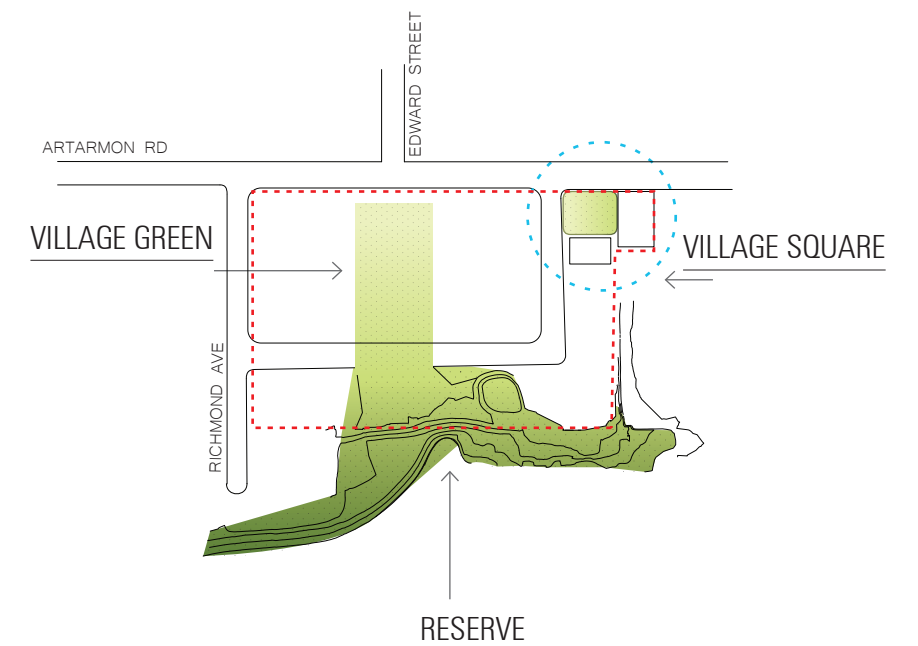 EDWARD STREET
ARTARMON RD
VILLAGE GREEN
VILLAGE SQUARE
RICHMOND AVE
RESERVE